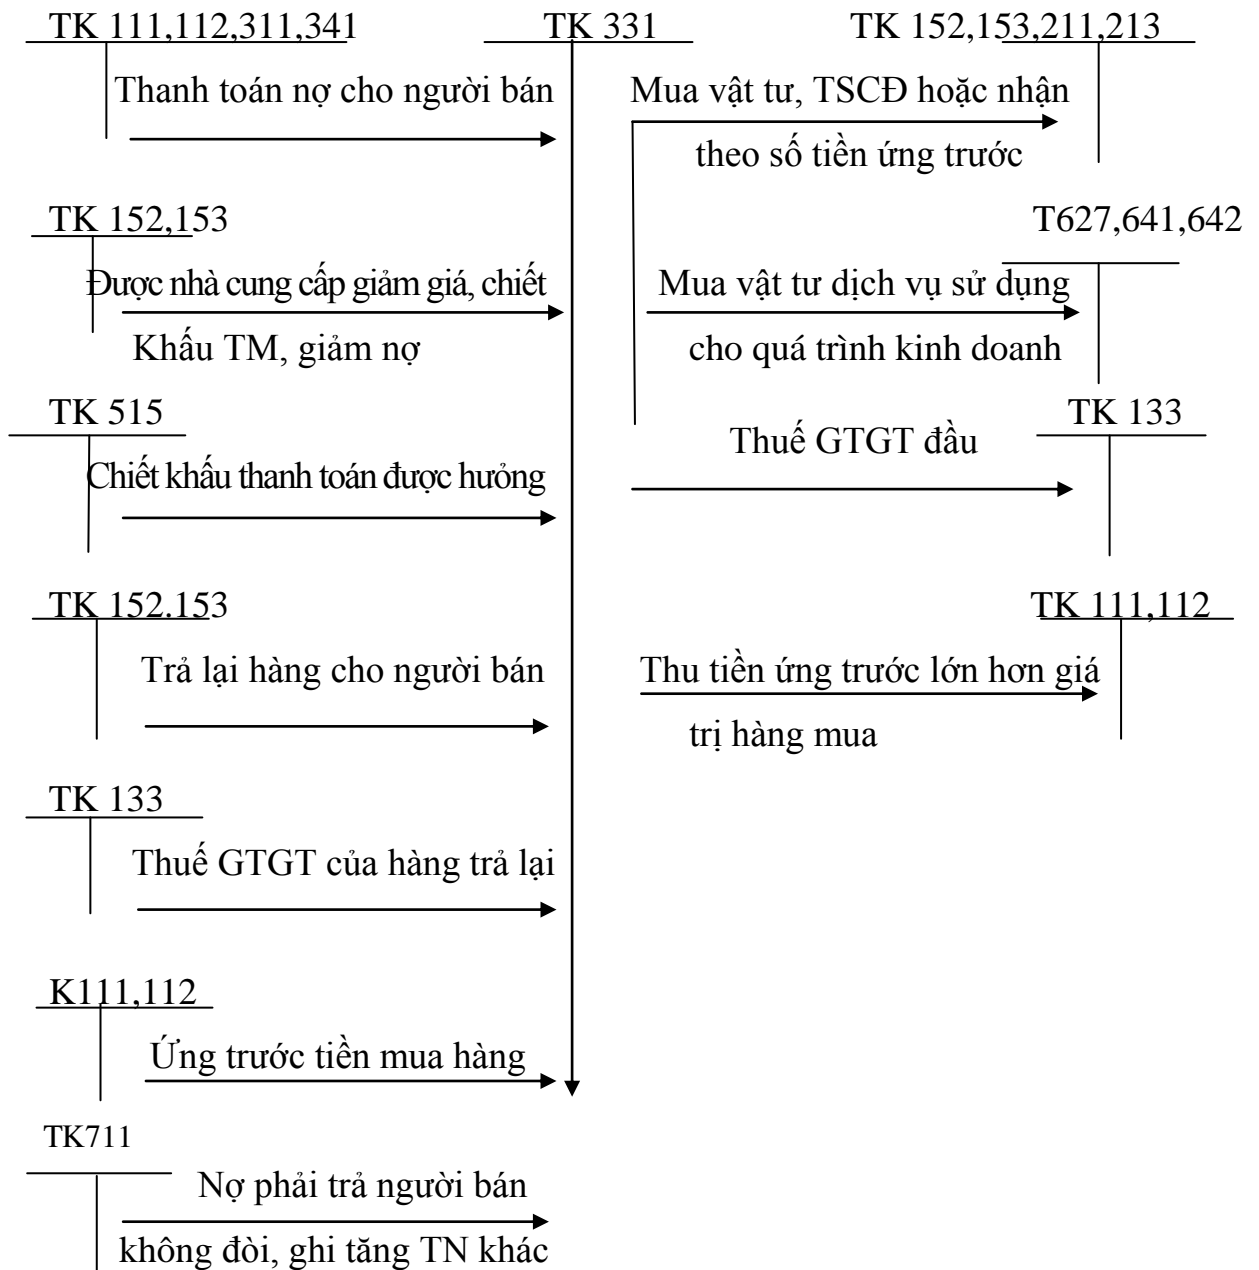 TK 111,112,311,341
TK 331
TK 152,153,211,213
Thanh toán nợ cho người bán
Mua vật tư, TSCĐ hoặc nhận
theo số tiền ứng trước
TK 152,153
T627,641,642
Được nhà cung cấp giảm giá, chiết
Khấu TM, giảm nợ
Mua vật tư dịch vụ sử dụng
cho quá trình kinh doanh
TK 515
TK 133
Chiết khấu thanh toán được hưởng
Thuế GTGT đầu
TK 152.153
TK 111,112
Trả lại hàng cho người bán
Thu tiền ứng trước lớn hơn giá
trị hàng mua
TK 133
Thuế GTGT của hàng trả lại
K111,112
Ứng trước tiền mua hàng
TK711
Nợ phải trả người bán
không đòi, ghi tăng TN khác